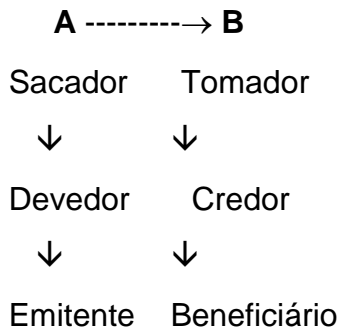 A ---------→ B
Sacador Tomador
↓ ↓
Devedor Credor
↓ ↓
Emitente Beneficiário